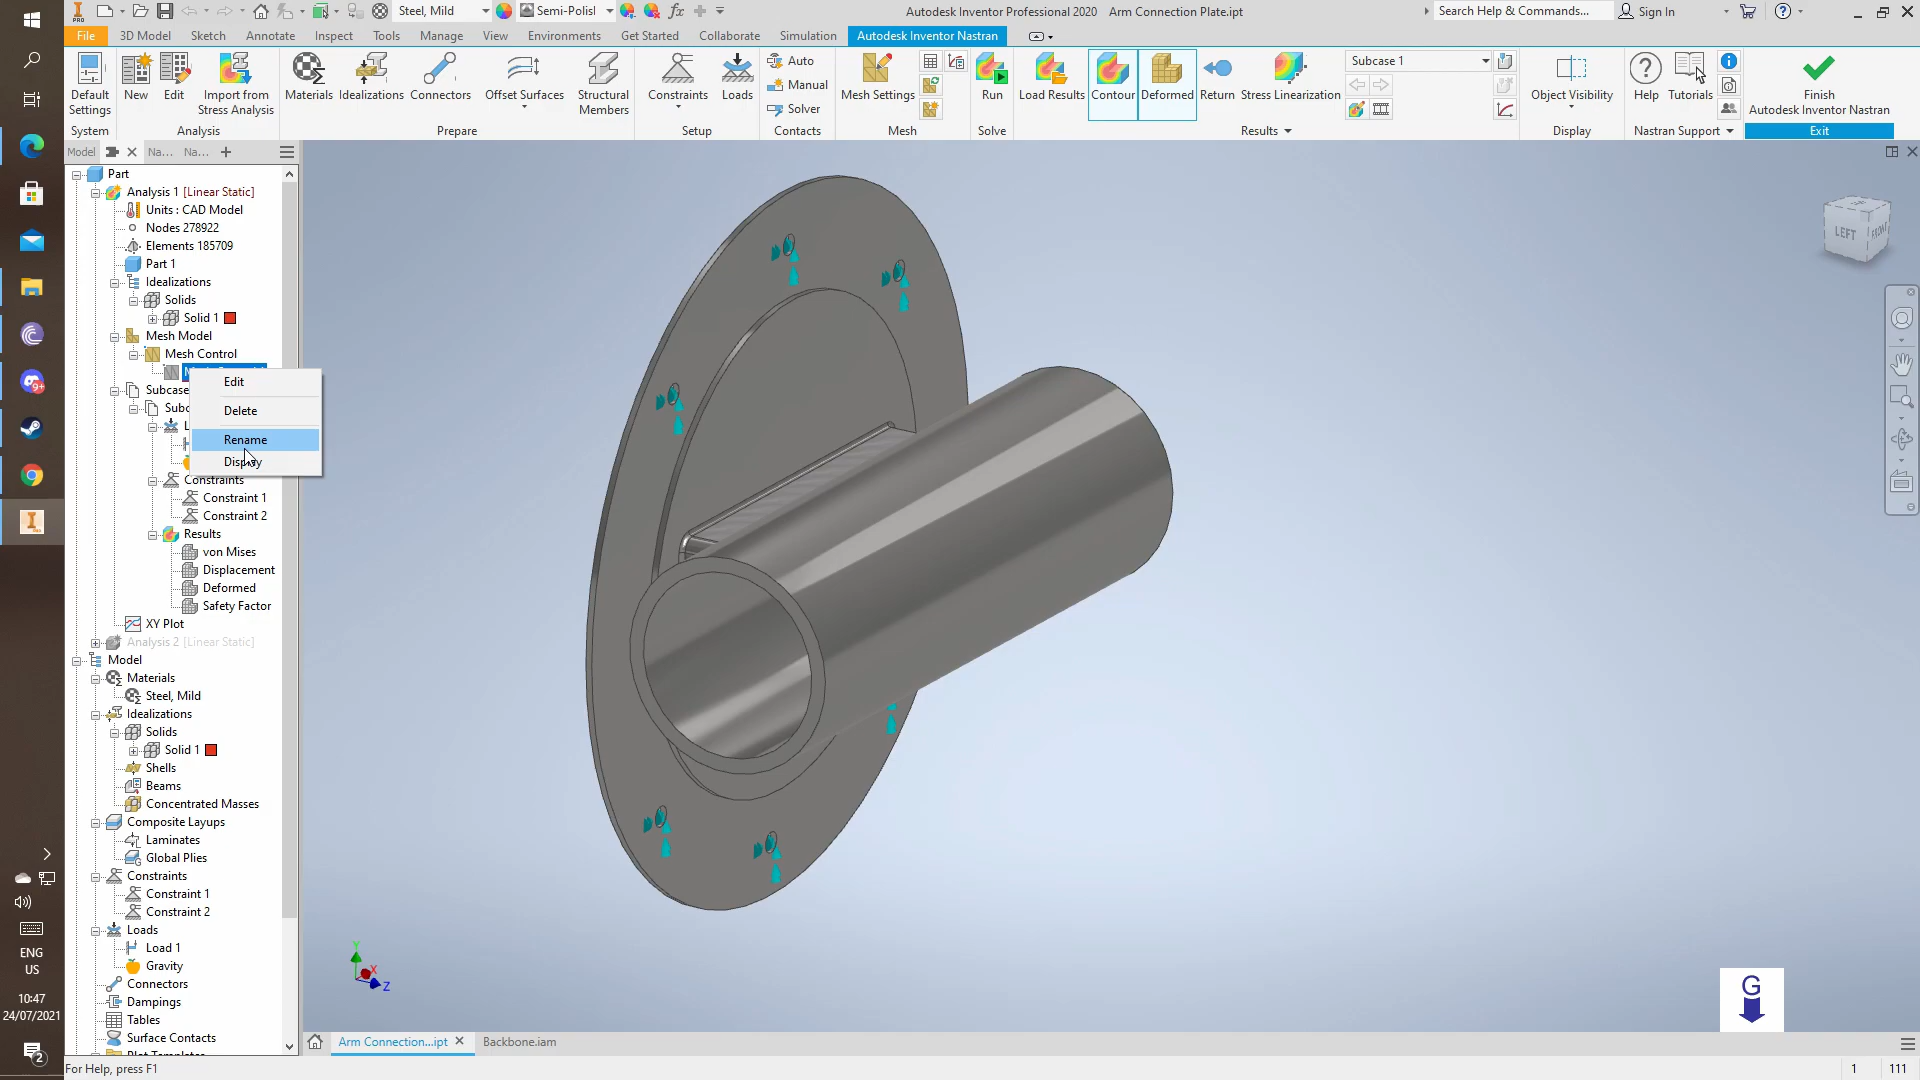 PRO
Steel, Mild
Semi-Polisl
Autodesk Inventor Professional 2020 Arm Connection Plate.ipt
Search Help & Commands...
Sign In
File 3D Model Sketch Annotate Inspect Tools Manage View Environments Get Started Collaborate Simulation Autodesk Inventor Nastran
Default Settings
New
Edit
Import from Stress Analysis
Materials
Idealizations
Connectors
Offset Surfaces
Structural Members
Constraints
Loads
Auto
Manual
Solver
Mesh Settings
Run
Load Results
Contour
Deformed
Return
Stress Linearization
Subcase 1
Object Visibility
Help
Tutorials
Finish
Autodesk Inventor Nastran
System Analysis Prepare Setup Contacts Mesh Solve Results Display Nastran Support Exit
Model Na... Na...
Part
Analysis 1 [Linear Static]
Units : CAD Model
Nodes 278922
Elements 185709
Part 1
Idealizations
Solids
Solid 1
Mesh Model
Mesh Control
Edit
Delete
Rename
Display
Subcase
Constraints
Constraint 1
Constraint 2
Results
von Mises
Displacement
Deformed
Safety Factor
XY Plot
Analysis 2 [Linear Static]
Model
Materials
Steel, Mild
Idealizations
Solids
Solid 1
Shells
Beams
Concentrated Masses
Composite Layups
Laminates
Global Plies
Constraints
Constraint 1
Constraint 2
Loads
Load 1
Gravity
Connectors
Dampings
Tables
Surface Contacts
LEFT
FRONT
Y
X
Z
G
9+
ENG
US
10:47
24/07/2021
2
Arm Connection...ipt
Backbone.iam
For Help, press F1
1 111